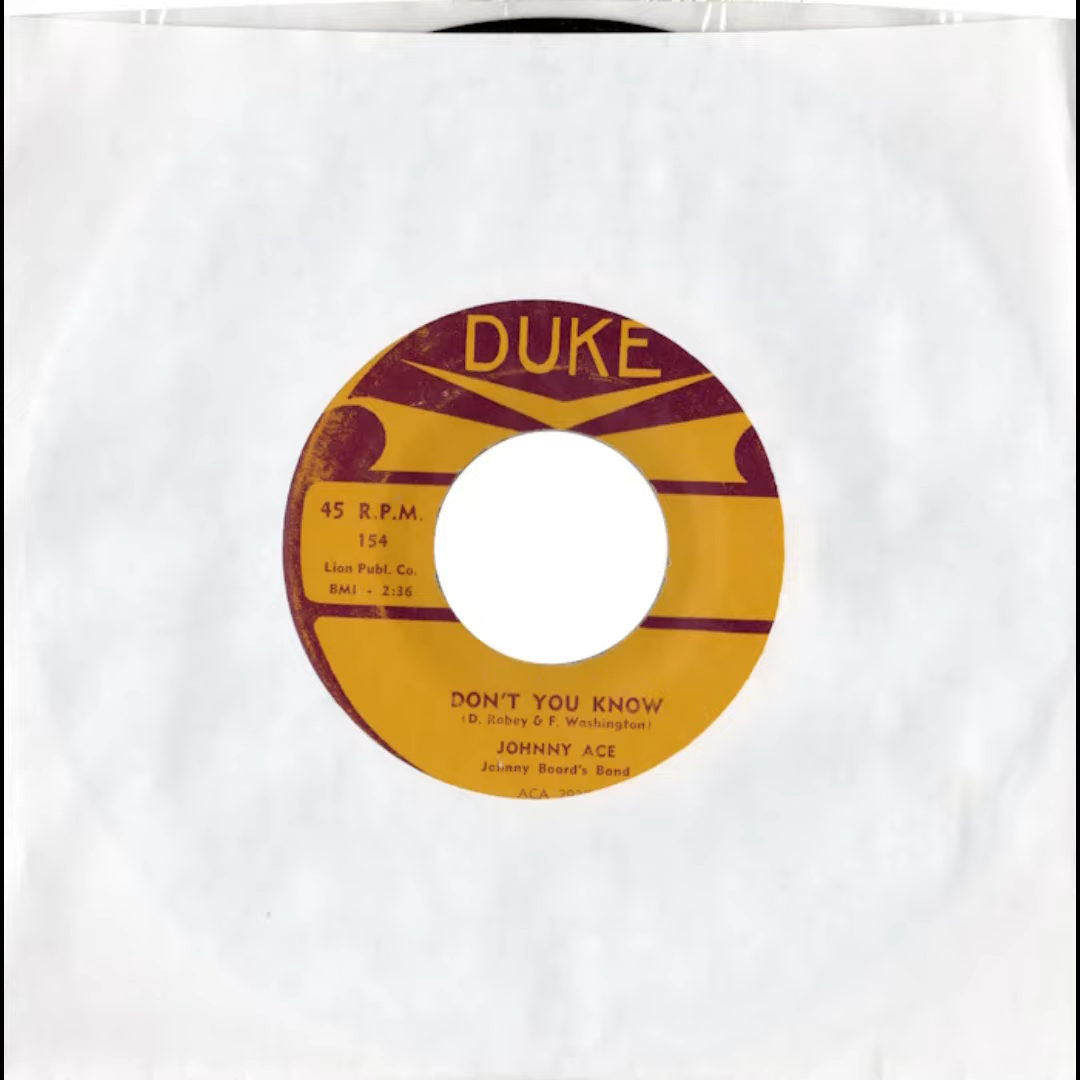 DUKE
45 R.P.M.
154
Lion Publ. Co.
BMI - 2:36
DON'T YOU KNOW
(D. Robey & F. Washington)
JOHNNY ACE
Johnny Board's Band
ACA